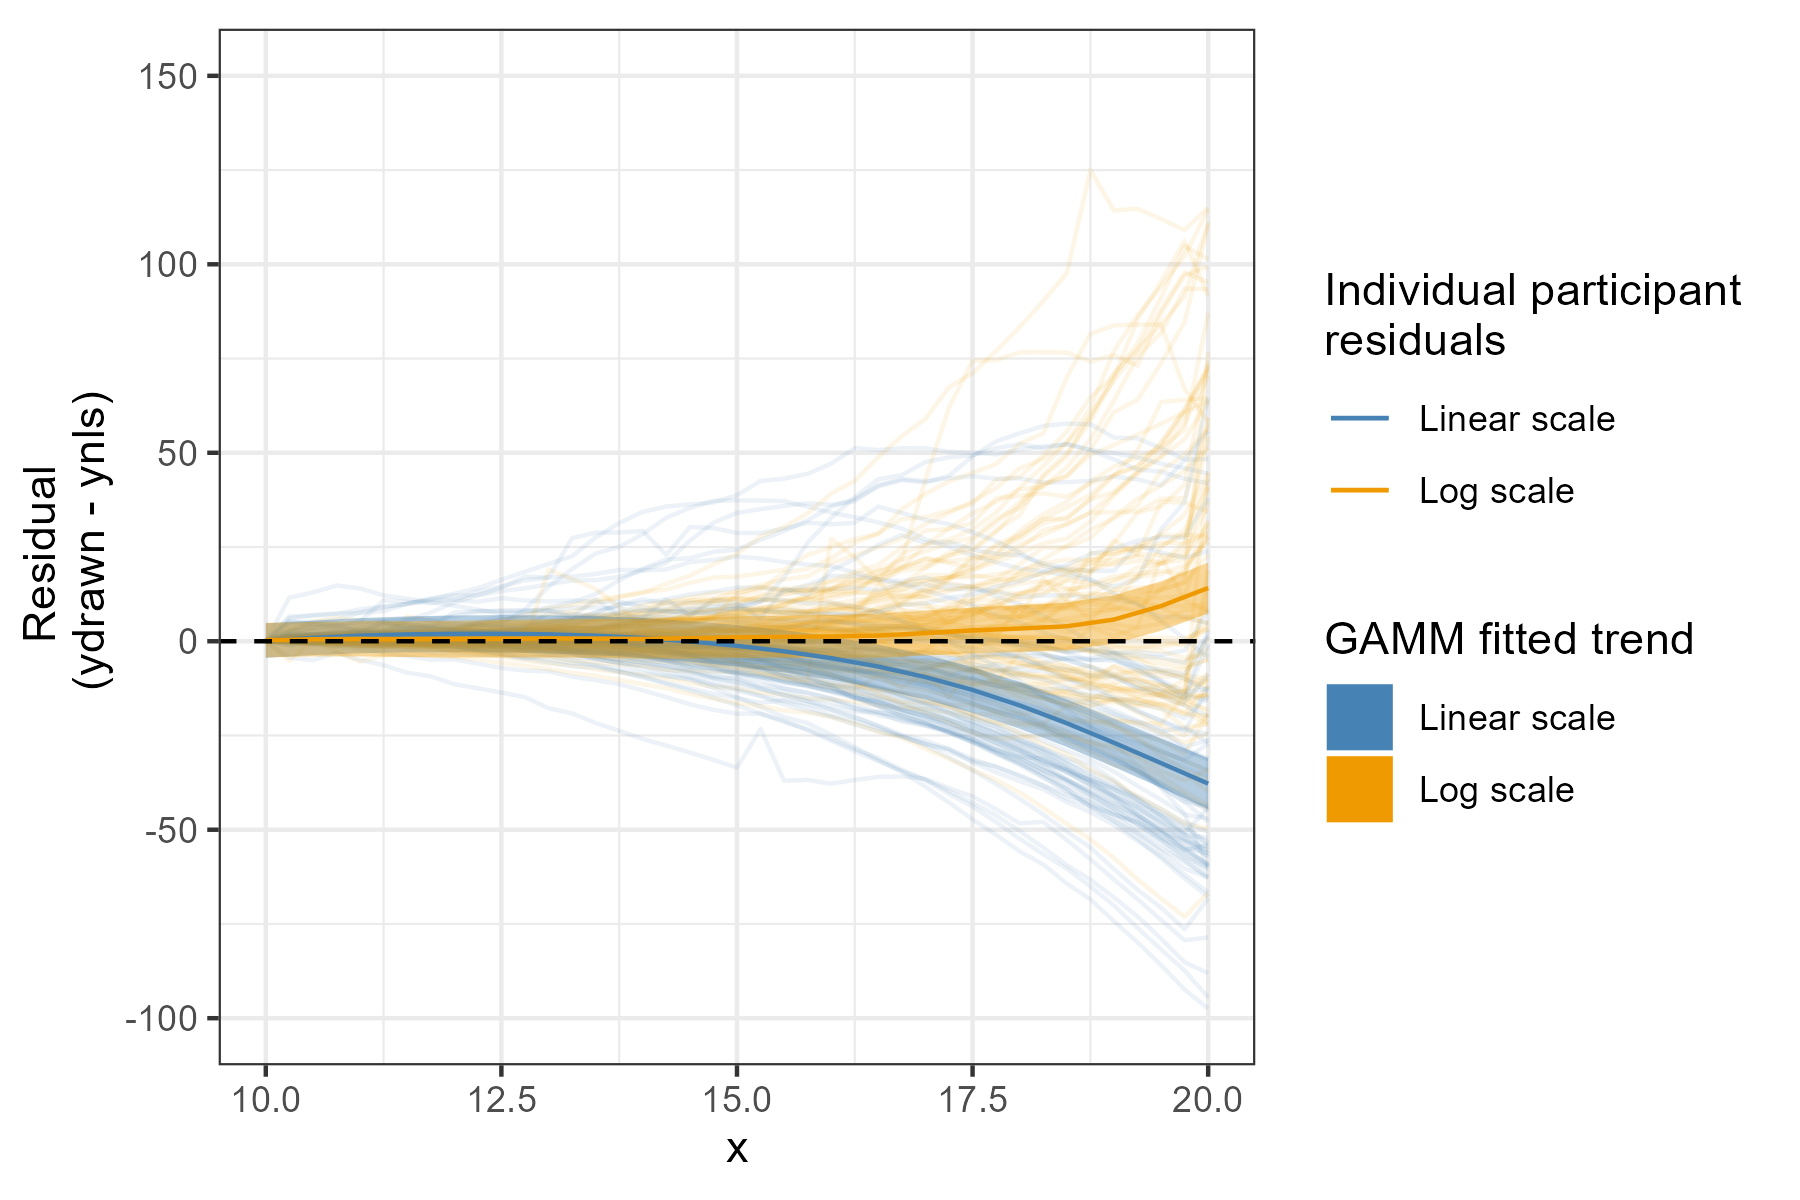 Residual
(ydrawn - ynls)
150
100
50
0
-50
-100
10.0
12.5
15.0
17.5
20.0
x
Individual participant
residuals
Linear scale
Log scale
GAMM fitted trend
Linear scale
Log scale